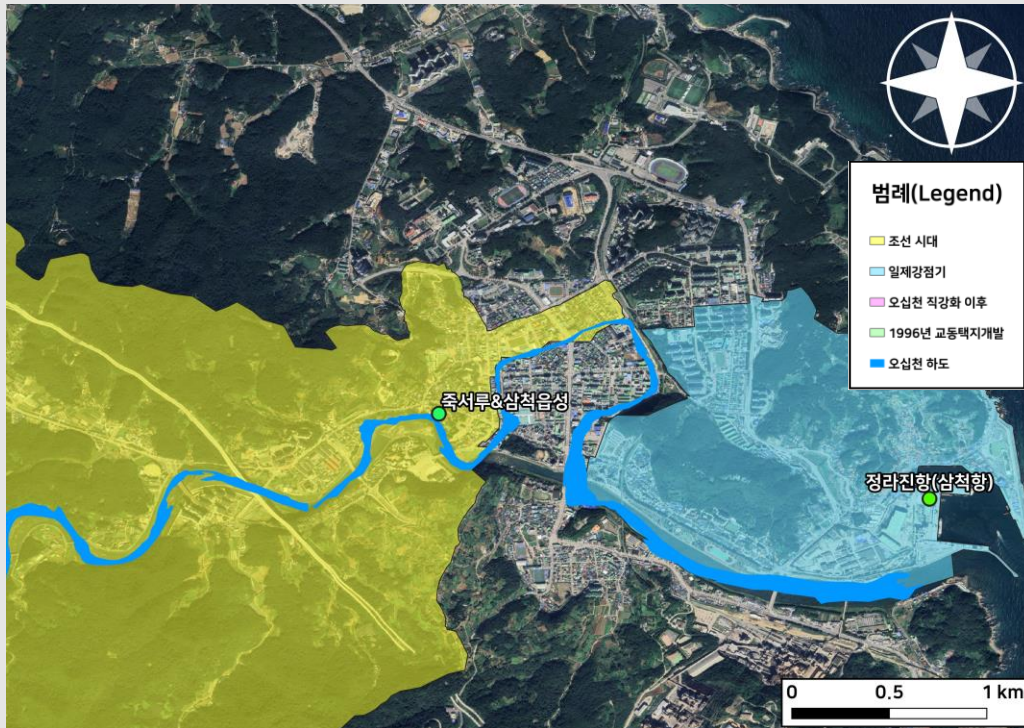 범례(Legend)
조선 시대
일제강점기
오십천 직강화 이후
1996년 교동택지개발
오십천 하도
죽서루&삼척읍성
정라진항(삼척항)
0 0.5 1 km